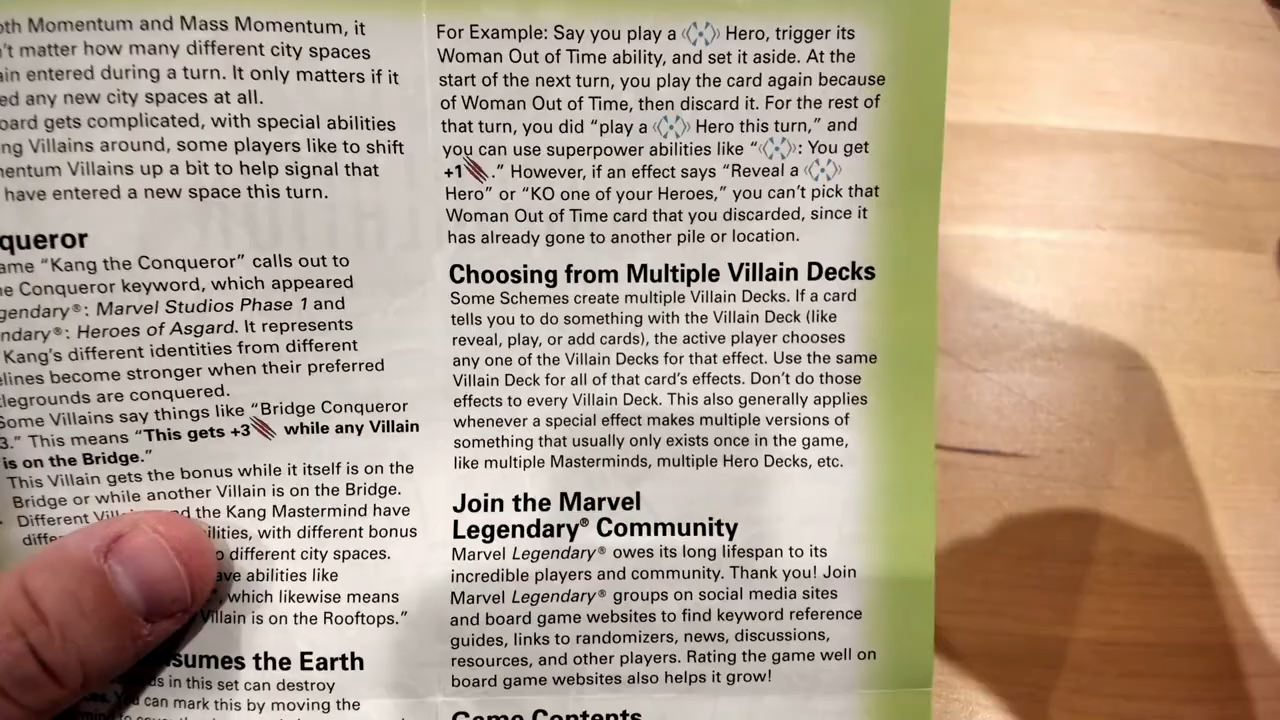 oth Momentum and Mass Momentum, it
't matter how many different city spaces
ain entered during a turn. It only matters if it
ed any new city spaces at all.
oard gets complicated, with special abilities
ng Villains around, some players like to shift
nentum Villains up a bit to help signal that
have entered a new space this turn.
queror
ame “Kang the Conqueror” calls out to
e Conqueror keyword, which appeared
gendary®: Marvel Studios Phase 1 and
ndary®: Heroes of Asgard. It represents
Kang's different identities from different
elines become stronger when their preferred
tlegrounds are conquered.
Some Villains say things like “Bridge Conqueror
3.” This means “This gets +3 while any Villain
is on the Bridge.”
This Villain gets the bonus while it itself is on the
Bridge or while another Villain is on the Bridge.
Different the Kang Mastermind have
ilities, with different bonus
o different city spaces.
ave abilities like
, which likewise means
Villain is on the Rooftops.”
sumes the Earth
s in this set can destroy
can mark this by moving the
For Example: Say you play a Hero, trigger its
Woman Out of Time ability, and set it aside. At the
start of the next turn, you play the card again because
of Woman Out of Time, then discard it. For the rest of
that turn, you did “play a Hero this turn,” and
you can use superpower abilities like “ : You get
+1 .” However, if an effect says “Reveal a
Hero” or “KO one of your Heroes,” you can't pick that
Woman Out of Time card that you discarded, since it
has already gone to another pile or location.
Choosing from Multiple Villain Decks
Some Schemes create multiple Villain Decks. If a card
tells you to do something with the Villain Deck (like
reveal, play, or add cards), the active player chooses
any one of the Villain Decks for that effect. Use the same
Villain Deck for all of that card's effects. Don't do those
effects to every Villain Deck. This also generally applies
whenever a special effect makes multiple versions of
something that usually only exists once in the game,
like multiple Masterminds, multiple Hero Decks, etc.
Join the Marvel
Legendary® Community
Marvel Legendary® owes its long lifespan to its
incredible players and community. Thank you! Join
Marvel Legendary® groups on social media sites
and board game websites to find keyword reference
guides, links to randomizers, news, discussions,
resources, and other players. Rating the game well on
board game websites also helps it grow!
Game Contents